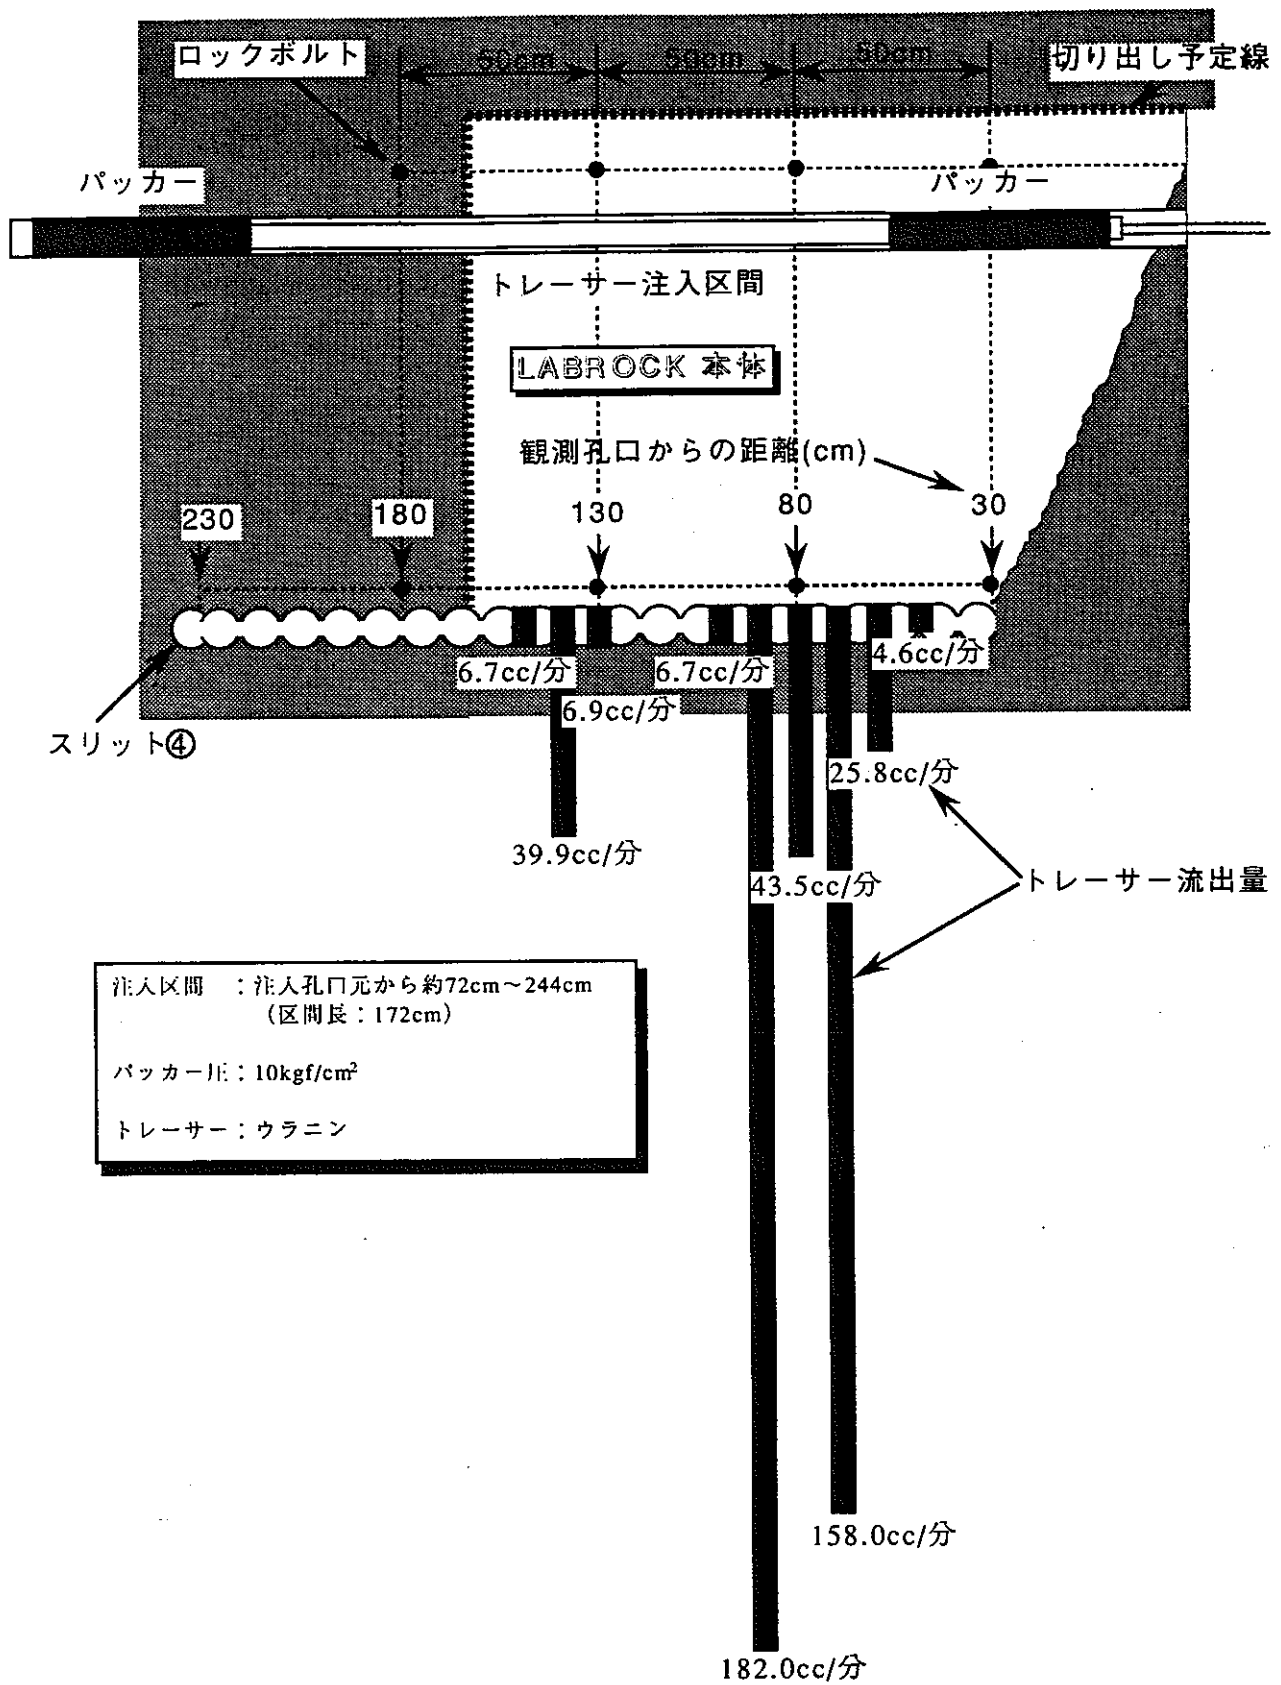 ロックボルト
50cm
50cm
50cm
切り出し予定線
パッカー
パッカー
トレーサー注入区間
LABROCK 本体
観測孔口からの距離(cm)
230
180
130
80
30
6.7cc/分
6.7cc/分
4.6cc/分
6.9cc/分
スリット④
25.8cc/分
39.9cc/分
43.5cc/分
トレーサー流出量
注入区間 :注入孔口元から約72cm~244cm
(区間長:172cm)
パッカー圧:10kgf/cm²
トレーサー:ウラニン
158.0cc/分
182.0cc/分